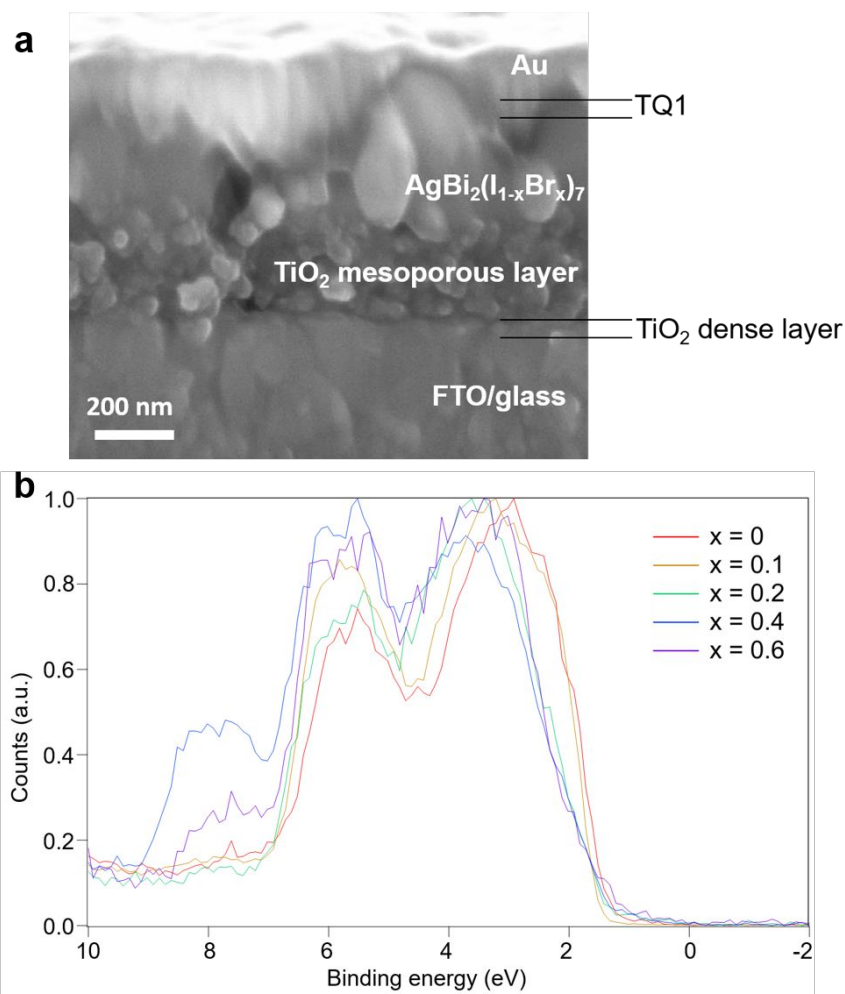 a
Au
TQ1
AgBi₂(I₁₋ₓBrₓ)₇
TiO₂ mesoporous layer
TiO₂ dense layer
FTO/glass
200 nm
b
1.0
0.8
0.6
0.4
0.2
0.0
Counts (a.u.)
x = 0
x = 0.1
x = 0.2
x = 0.4
x = 0.6
10 8 6 4 2 0 -2
Binding energy (eV)